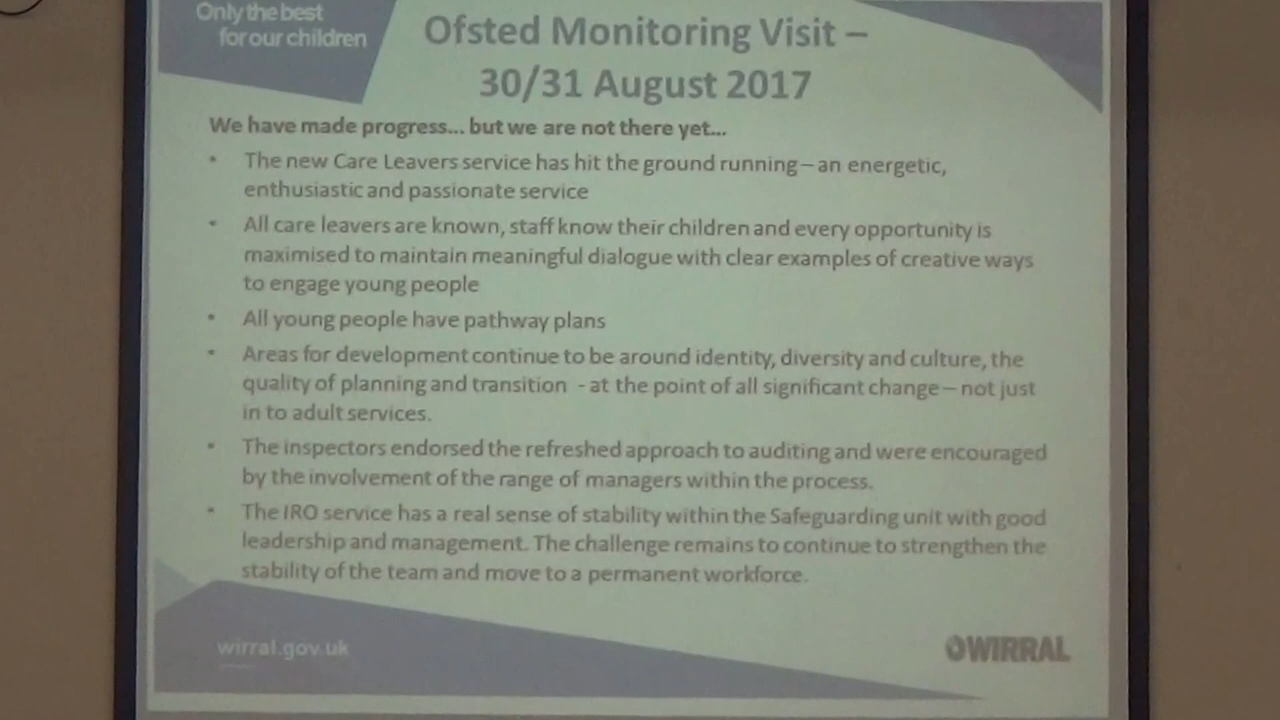 Only the best
for our children
Ofsted Monitoring Visit –
30/31 August 2017
We have made progress... but we are not there yet...
• The new Care Leavers service has hit the ground running – an energetic,
enthusiastic and passionate service
• All care leavers are known, staff know their children and every opportunity is
maximised to maintain meaningful dialogue with clear examples of creative ways
to engage young people
• All young people have pathway plans
• Areas for development continue to be around identity, diversity and culture, the
quality of planning and transition - at the point of all significant change – not just
in to adult services.
• The inspectors endorsed the refreshed approach to auditing and were encouraged
by the involvement of the range of managers within the process.
• The IRO service has a real sense of stability within the Safeguarding unit with good
leadership and management. The challenge remains to continue to strengthen the
stability of the team and move to a permanent workforce.
wirral.gov.uk
WIRRAL